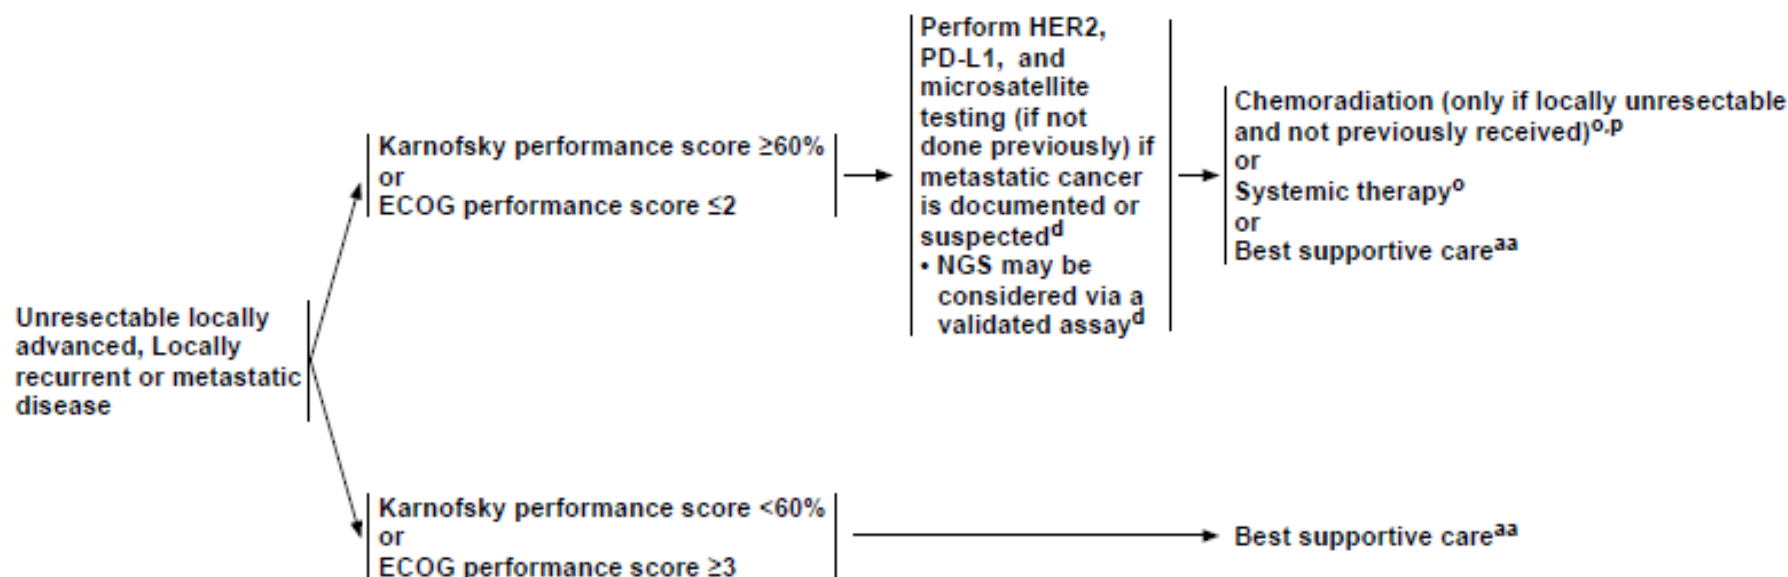 Unresectable locally
advanced, Locally
recurrent or metastatic
disease
Karnofsky performance score ≥60%
or
ECOG performance score ≤2
Perform HER2,
PD-L1, and
microsatellite
testing (if not
done previously) if
metastatic cancer
is documented or
suspectedᵈ
• NGS may be
considered via a
validated assayᵈ
Chemoradiation (only if locally unresectable
and not previously received)ᵒ,ᵖ
or
Systemic therapyᵒ
or
Best supportive careᵃᵃ
Karnofsky performance score <60%
or
ECOG performance score ≥3
Best supportive careᵃᵃ